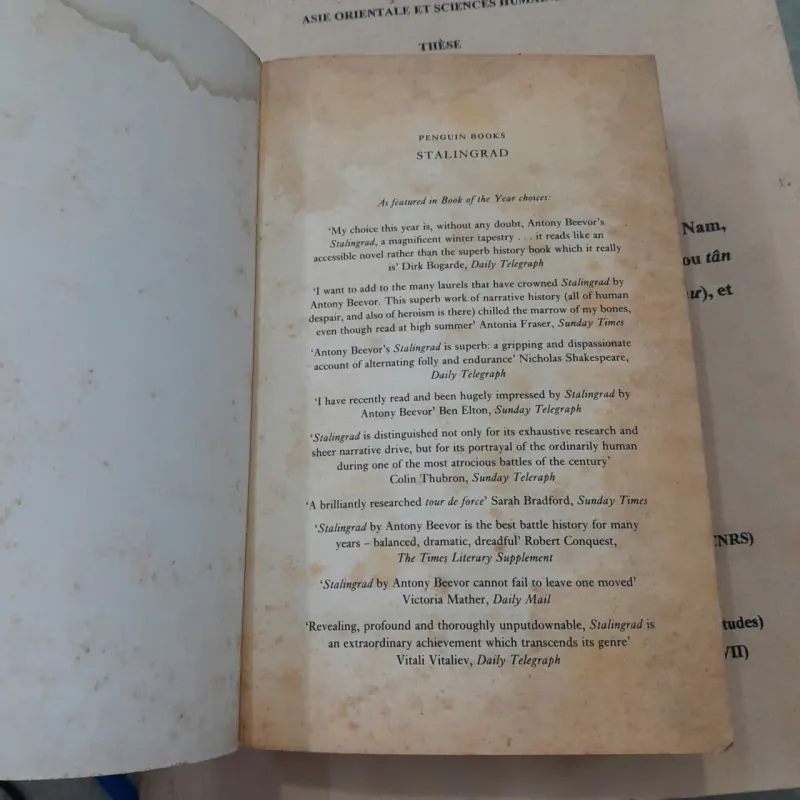 ASIE ORIENTALE ET SCIENCES
THÈSE
PENGUIN BOOKS
STALINGRAD
As featured in Book of the Year choices:
'My choice this year is, without any doubt, Antony Beevor's
Stalingrad, a magnificent winter tapestry . . . it reads like an
accessible novel rather than the superb history book which it really
is' Dirk Bogarde, Daily Telegraph
'I want to add to the many laurels that have crowned Stalingrad by
Antony Beevor. This superb work of narrative history (all of human
despair, and also of heroism is there) chilled the marrow of my bones,
even though read at high summer' Antonia Fraser, Sunday Times
'Antony Beevor's Stalingrad is superb: a gripping and dispassionate
account of alternating folly and endurance' Nicholas Shakespeare,
Daily Telegraph
'I have recently read and been hugely impressed by Stalingrad by
Antony Beevor' Ben Elton, Sunday Telegraph
'Stalingrad is distinguished not only for its exhaustive research and
sheer narrative drive, but for its portrayal of the ordinarily human
during one of the most atrocious battles of the century'
Colin Thubron, Sunday Teleraph
'A brilliantly researched tour de force' Sarah Bradford, Sunday Times
'Stalingrad by Antony Beevor is the best battle history for many
years – balanced, dramatic, dreadful' Robert Conquest,
The Times Literary Supplement
'Stalingrad by Antony Beevor cannot fail to leave one moved'
Victoria Mather, Daily Mail
'Revealing, profound and thoroughly unputdownable, Stalingrad is
an extraordinary achievement which transcends its genre'
Vitali Vitaliev, Daily Telegraph
Nam,
ou tân
ư), et
NRS)
tudes)
VII)